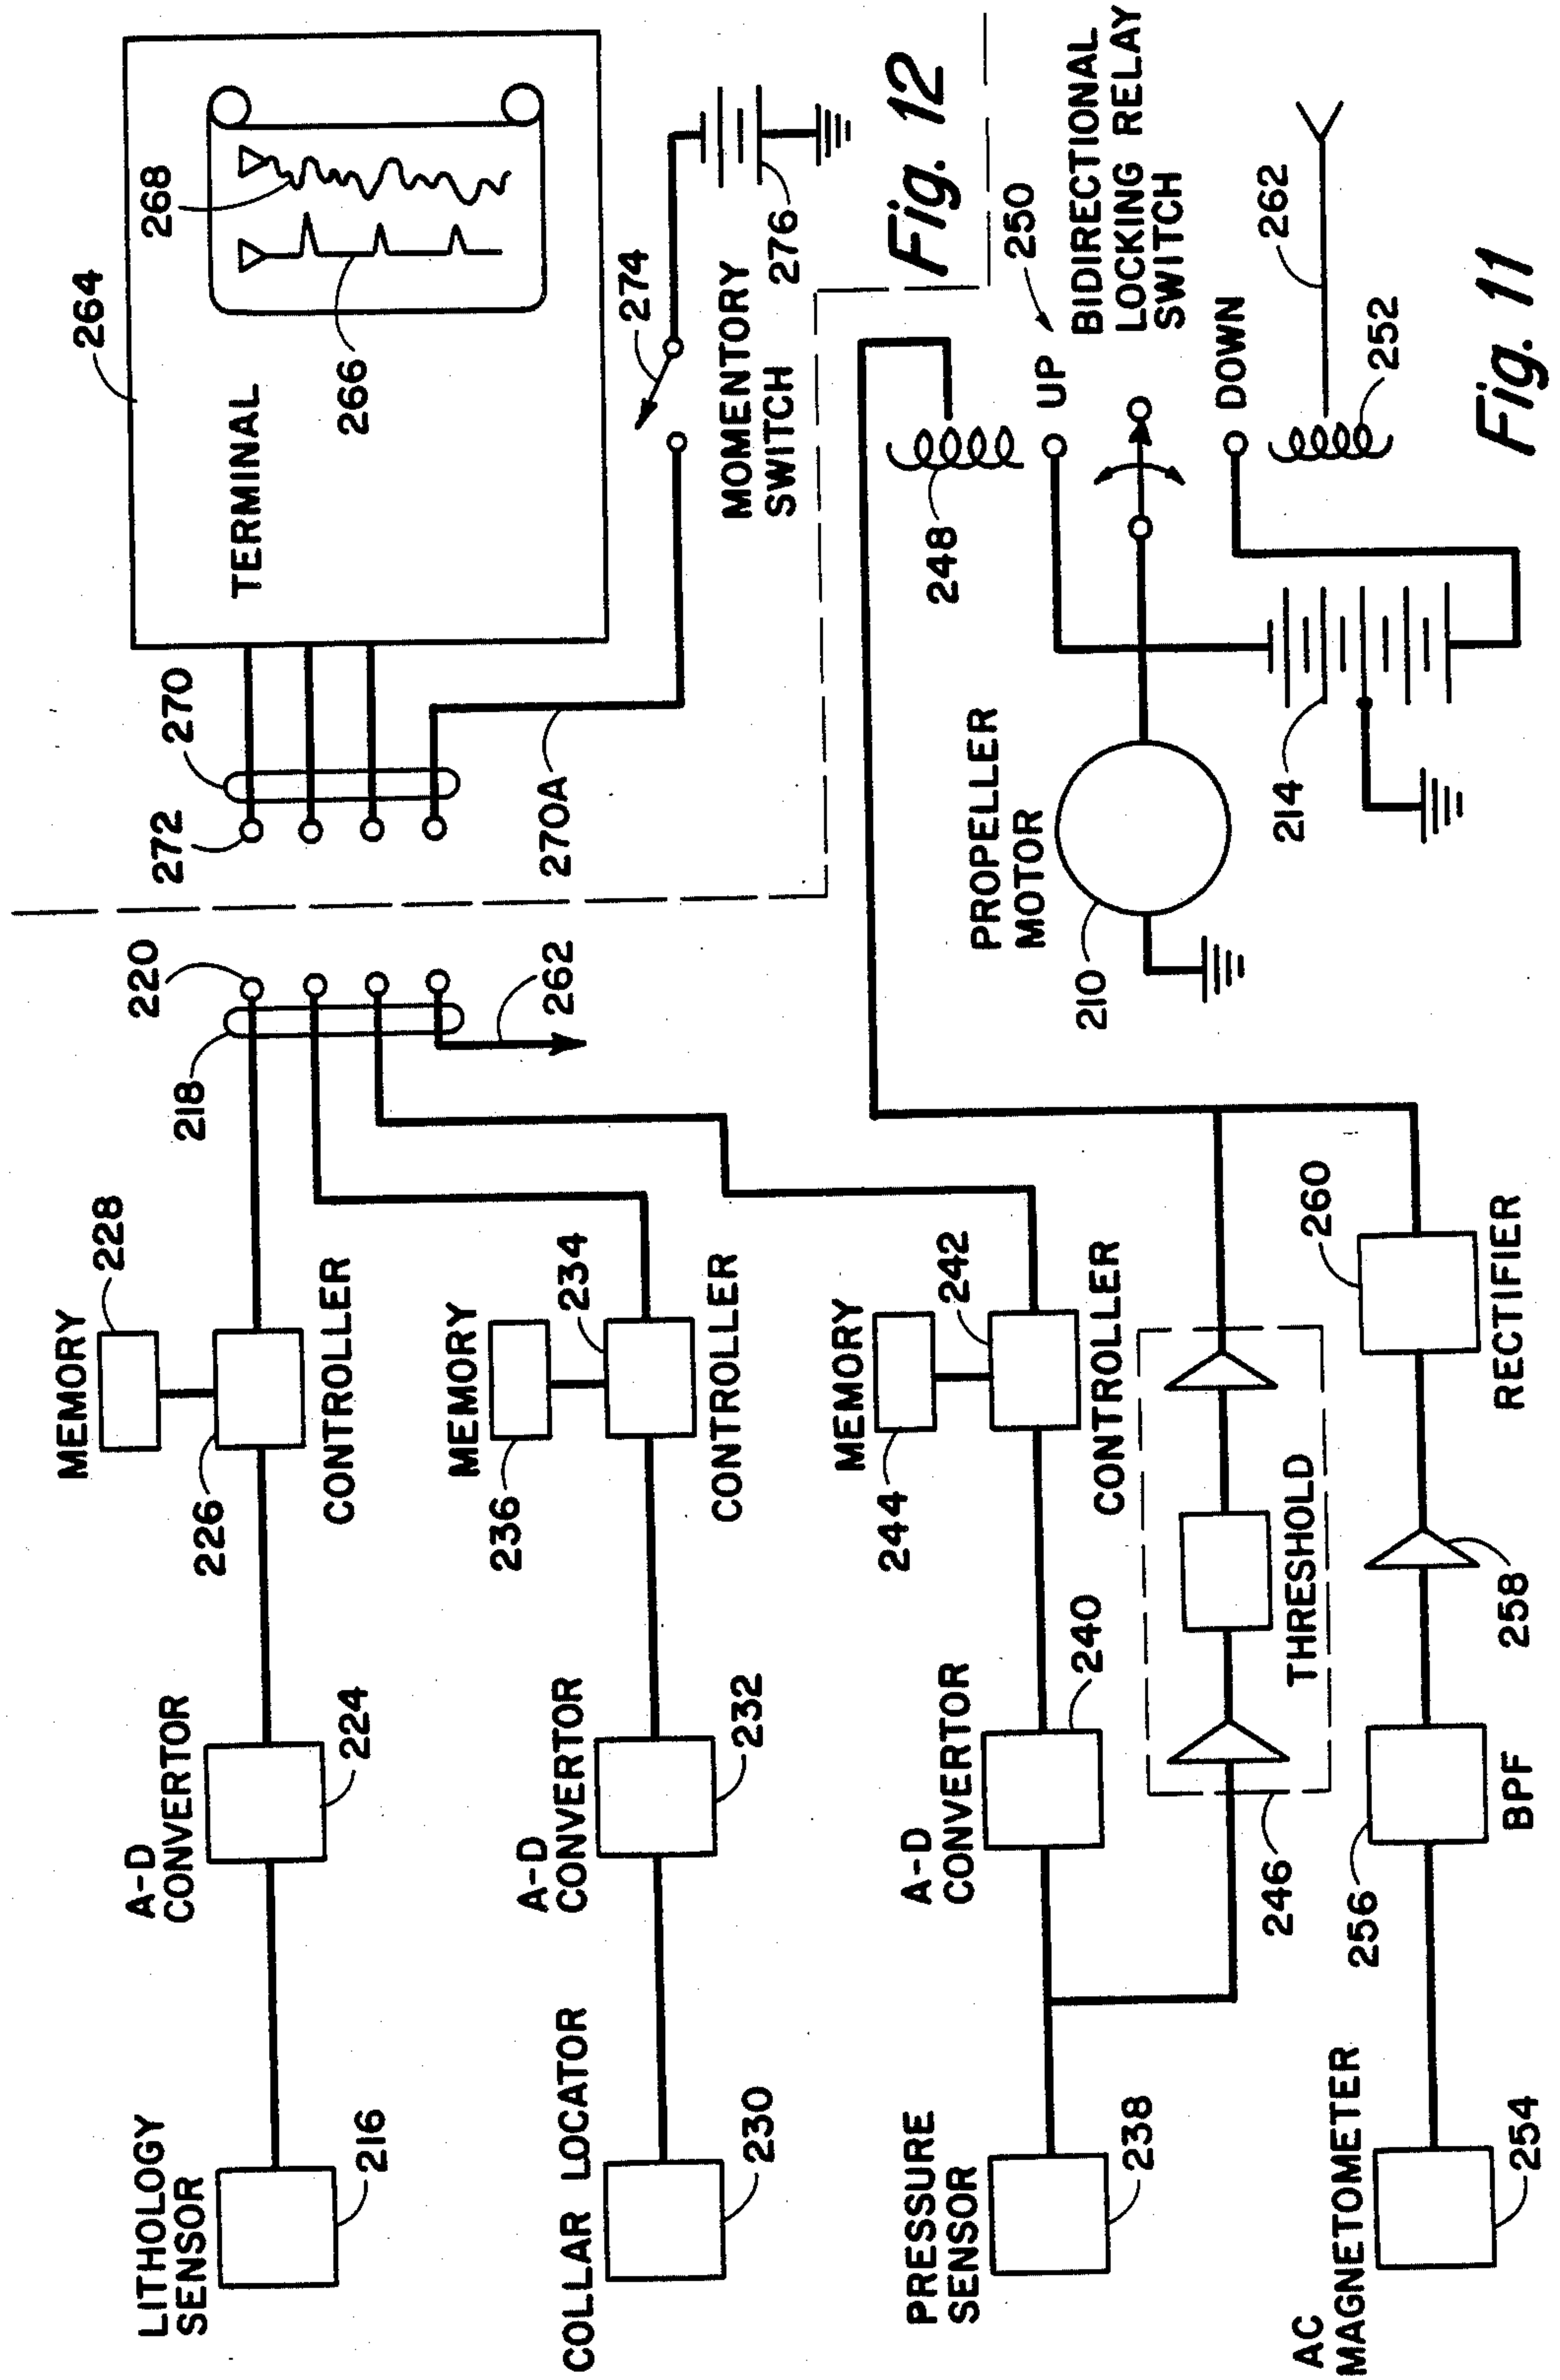 LITHOLOGY
SENSOR
216
A-D
CONVERTOR
224
MEMORY
228
226
CONTROLLER
218
220
262
COLLAR LOCATOR
230
A-D
CONVERTOR
232
MEMORY
236
234
CONTROLLER
PRESSURE
SENSOR
238
A-D
CONVERTOR
240
MEMORY
244
242
CONTROLLER
246
THRESHOLD
AC
MAGNETOMETER
254
256
BPF
258
260
RECTIFIER
PROPELLER
MOTOR
210
214
248
UP
250
BIDIRECTIONAL
LOCKING RELAY
SWITCH
DOWN
252
262
Fig. 11
272
270
270A
TERMINAL
264
266
268
274
MOMENTORY
SWITCH
276
Fig. 12